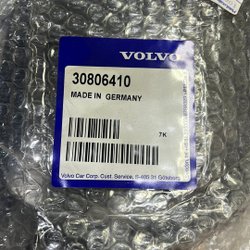 VOLVO
30806410
MADE IN GERMANY
7K
Volvo Car Corp. Cust. Service, S-405 31 Göteborg